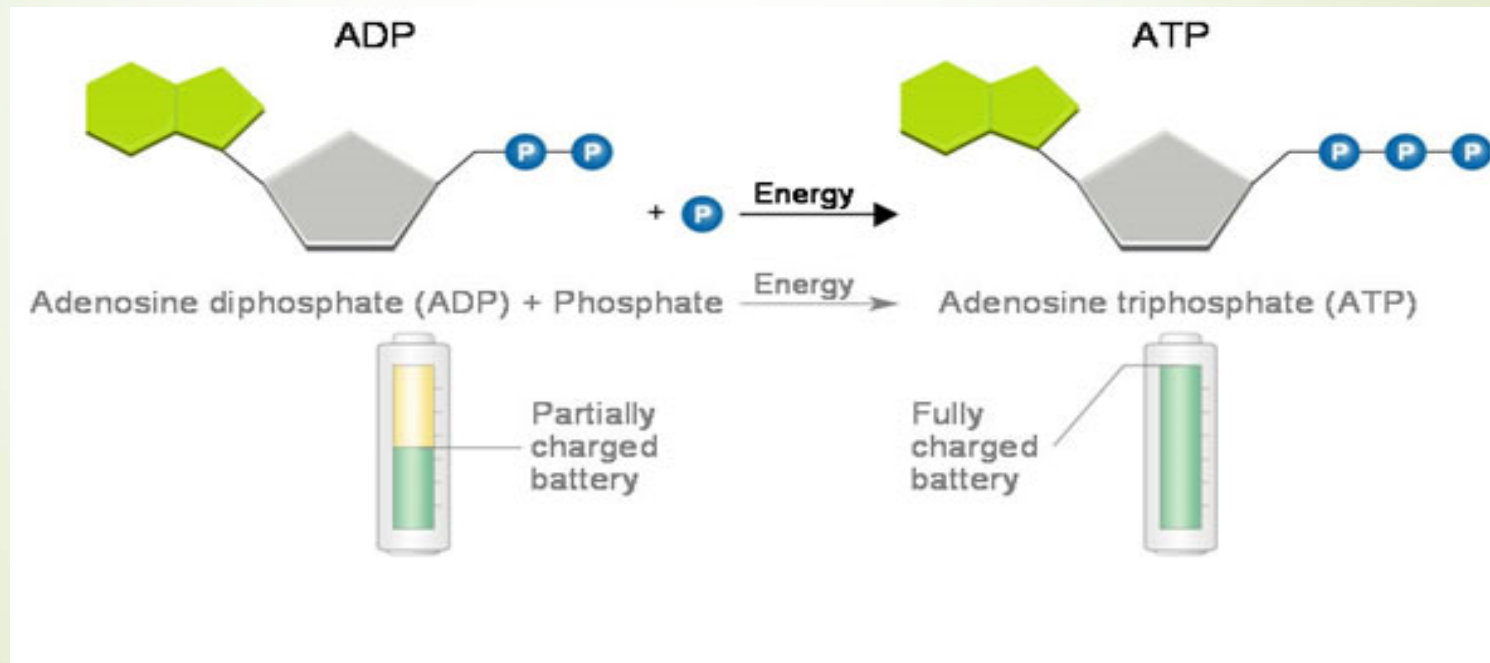 ADP
ATP
P P
P P P
+ P Energy
Adenosine diphosphate (ADP) + Phosphate Energy Adenosine triphosphate (ATP)
Partially
charged
battery
Fully
charged
battery